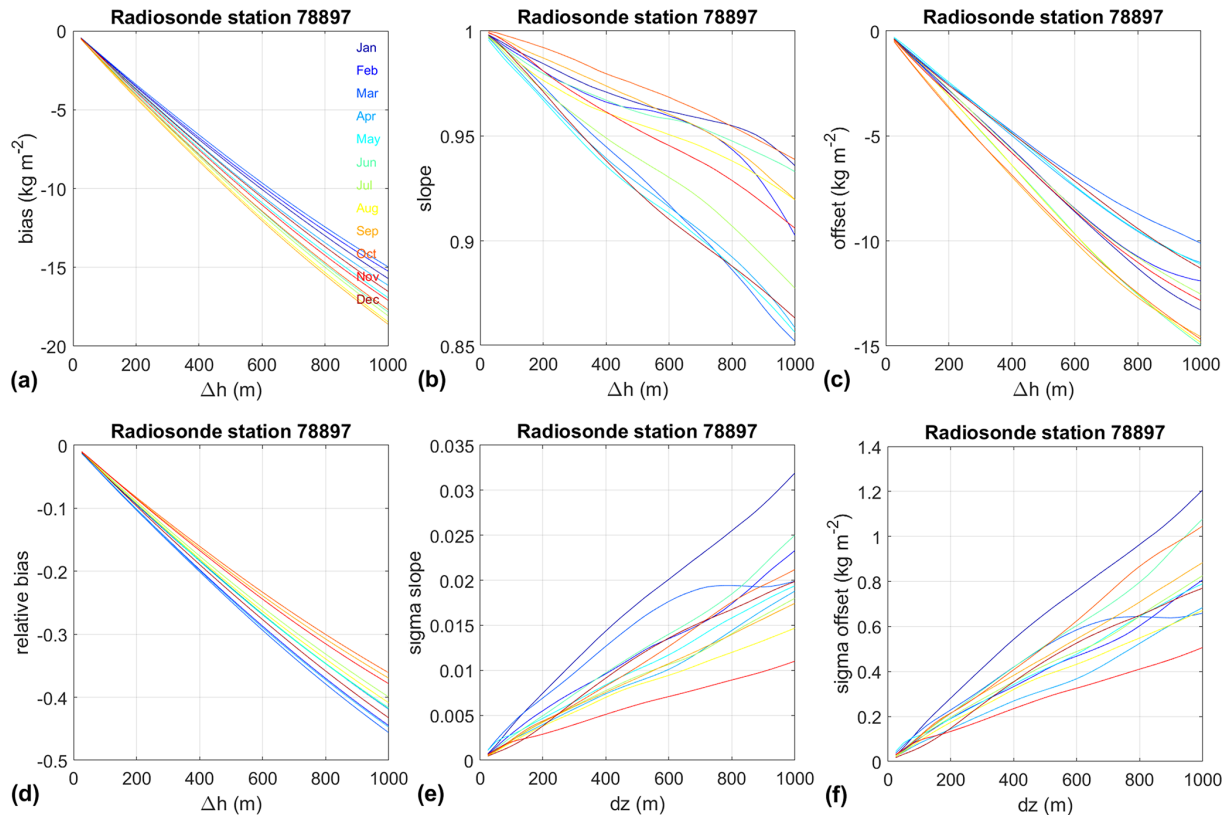 Radiosonde station 78897
0
-5
-10
-15
-20
0 200 400 600 800 1000
bias (kg m-2)
Δh (m)
Jan
Feb
Mar
Apr
May
Jun
Jul
Aug
Sep
Oct
Nov
Dec
(a)
Radiosonde station 78897
1
0.95
0.9
0.85
0 200 400 600 800 1000
slope
Δh (m)
(b)
Radiosonde station 78897
0
-5
-10
-15
0 200 400 600 800 1000
offset (kg m-2)
Δh (m)
(c)
Radiosonde station 78897
0
-0.1
-0.2
-0.3
-0.4
-0.5
0 200 400 600 800 1000
relative bias
Δh (m)
(d)
Radiosonde station 78897
0.035
0.03
0.025
0.02
0.015
0.01
0.005
0
0 200 400 600 800 1000
sigma slope
dz (m)
(e)
Radiosonde station 78897
1.4
1.2
1
0.8
0.6
0.4
0.2
0
0 200 400 600 800 1000
sigma offset (kg m-2)
dz (m)
(f)